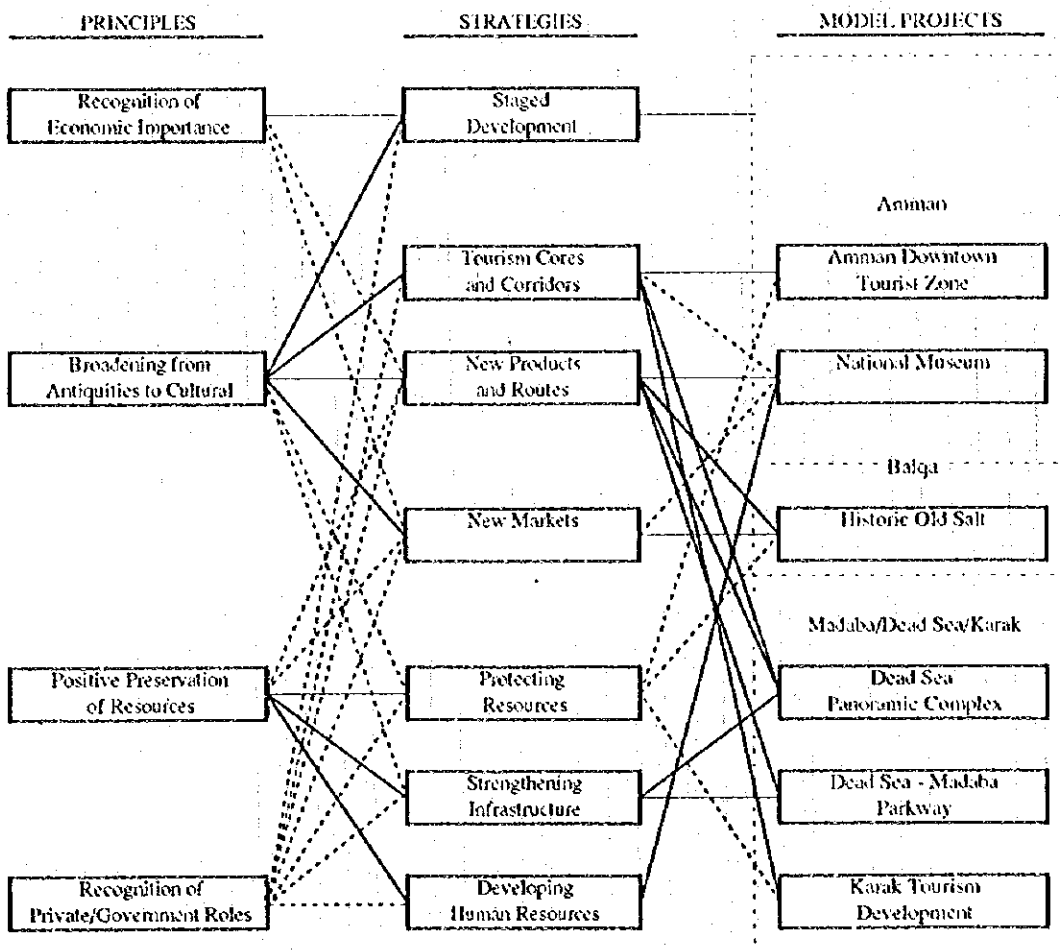 PRINCIPLES
STRATEGIES
MODEL PROJECTS
Recognition of
Economic Importance
Staged
Development
Amman
Tourism Cores
and Corridors
Amman Downtown
Tourist Zone
Broadening from
Antiquities to Cultural
New Products
and Routes
National Museum
Balqa
New Markets
Historic Old Salt
Madaba/Dead Sea/Karak
Positive Preservation
of Resources
Protecting
Resources
Dead Sea
Panoramic Complex
Strengthening
Infrastructure
Dead Sea - Madaba
Parkway
Recognition of
Private/Government Roles
Developing
Human Resources
Karak Tourism
Development